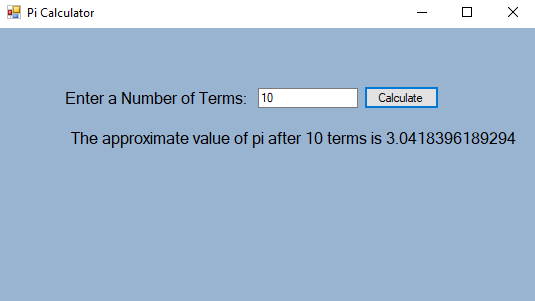 Pi Calculator
Enter a Number of Terms: 10 Calculate
The approximate value of pi after 10 terms is 3.0418396189294